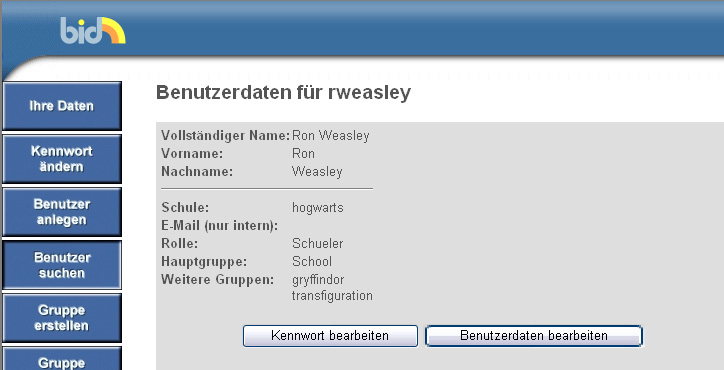 bid
Ihre Daten
Kennwort
ändern
Benutzer
anlegen
Benutzer
suchen
Gruppe
erstellen
Gruppe
Benutzerdaten für rweasley
Vollständiger Name: Ron Weasley
Vorname: Ron
Nachname: Weasley
Schule: hogwarts
E-Mail (nur intern):
Rolle: Schueler
Hauptgruppe: School
Weitere Gruppen: gryffindor
transfiguration
Kennwort bearbeiten Benutzerdaten bearbeiten